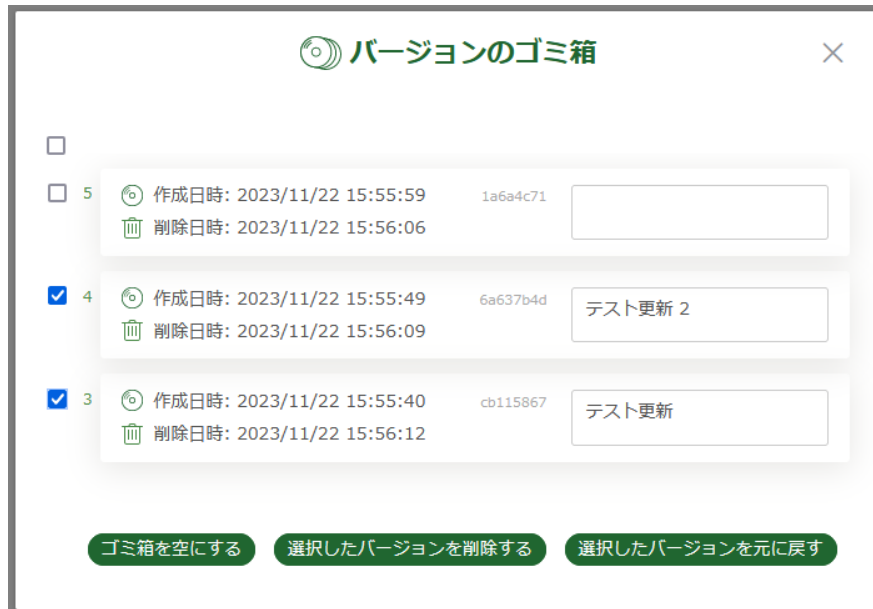 バージョンのゴミ箱
5 作成日時: 2023/11/22 15:55:59 1a6a4c71
削除日時: 2023/11/22 15:56:06
4 作成日時: 2023/11/22 15:55:49 6a637b4d テスト更新 2
削除日時: 2023/11/22 15:56:09
3 作成日時: 2023/11/22 15:55:40 cb115867 テスト更新
削除日時: 2023/11/22 15:56:12
ゴミ箱を空にする 選択したバージョンを削除する 選択したバージョンを元に戻す